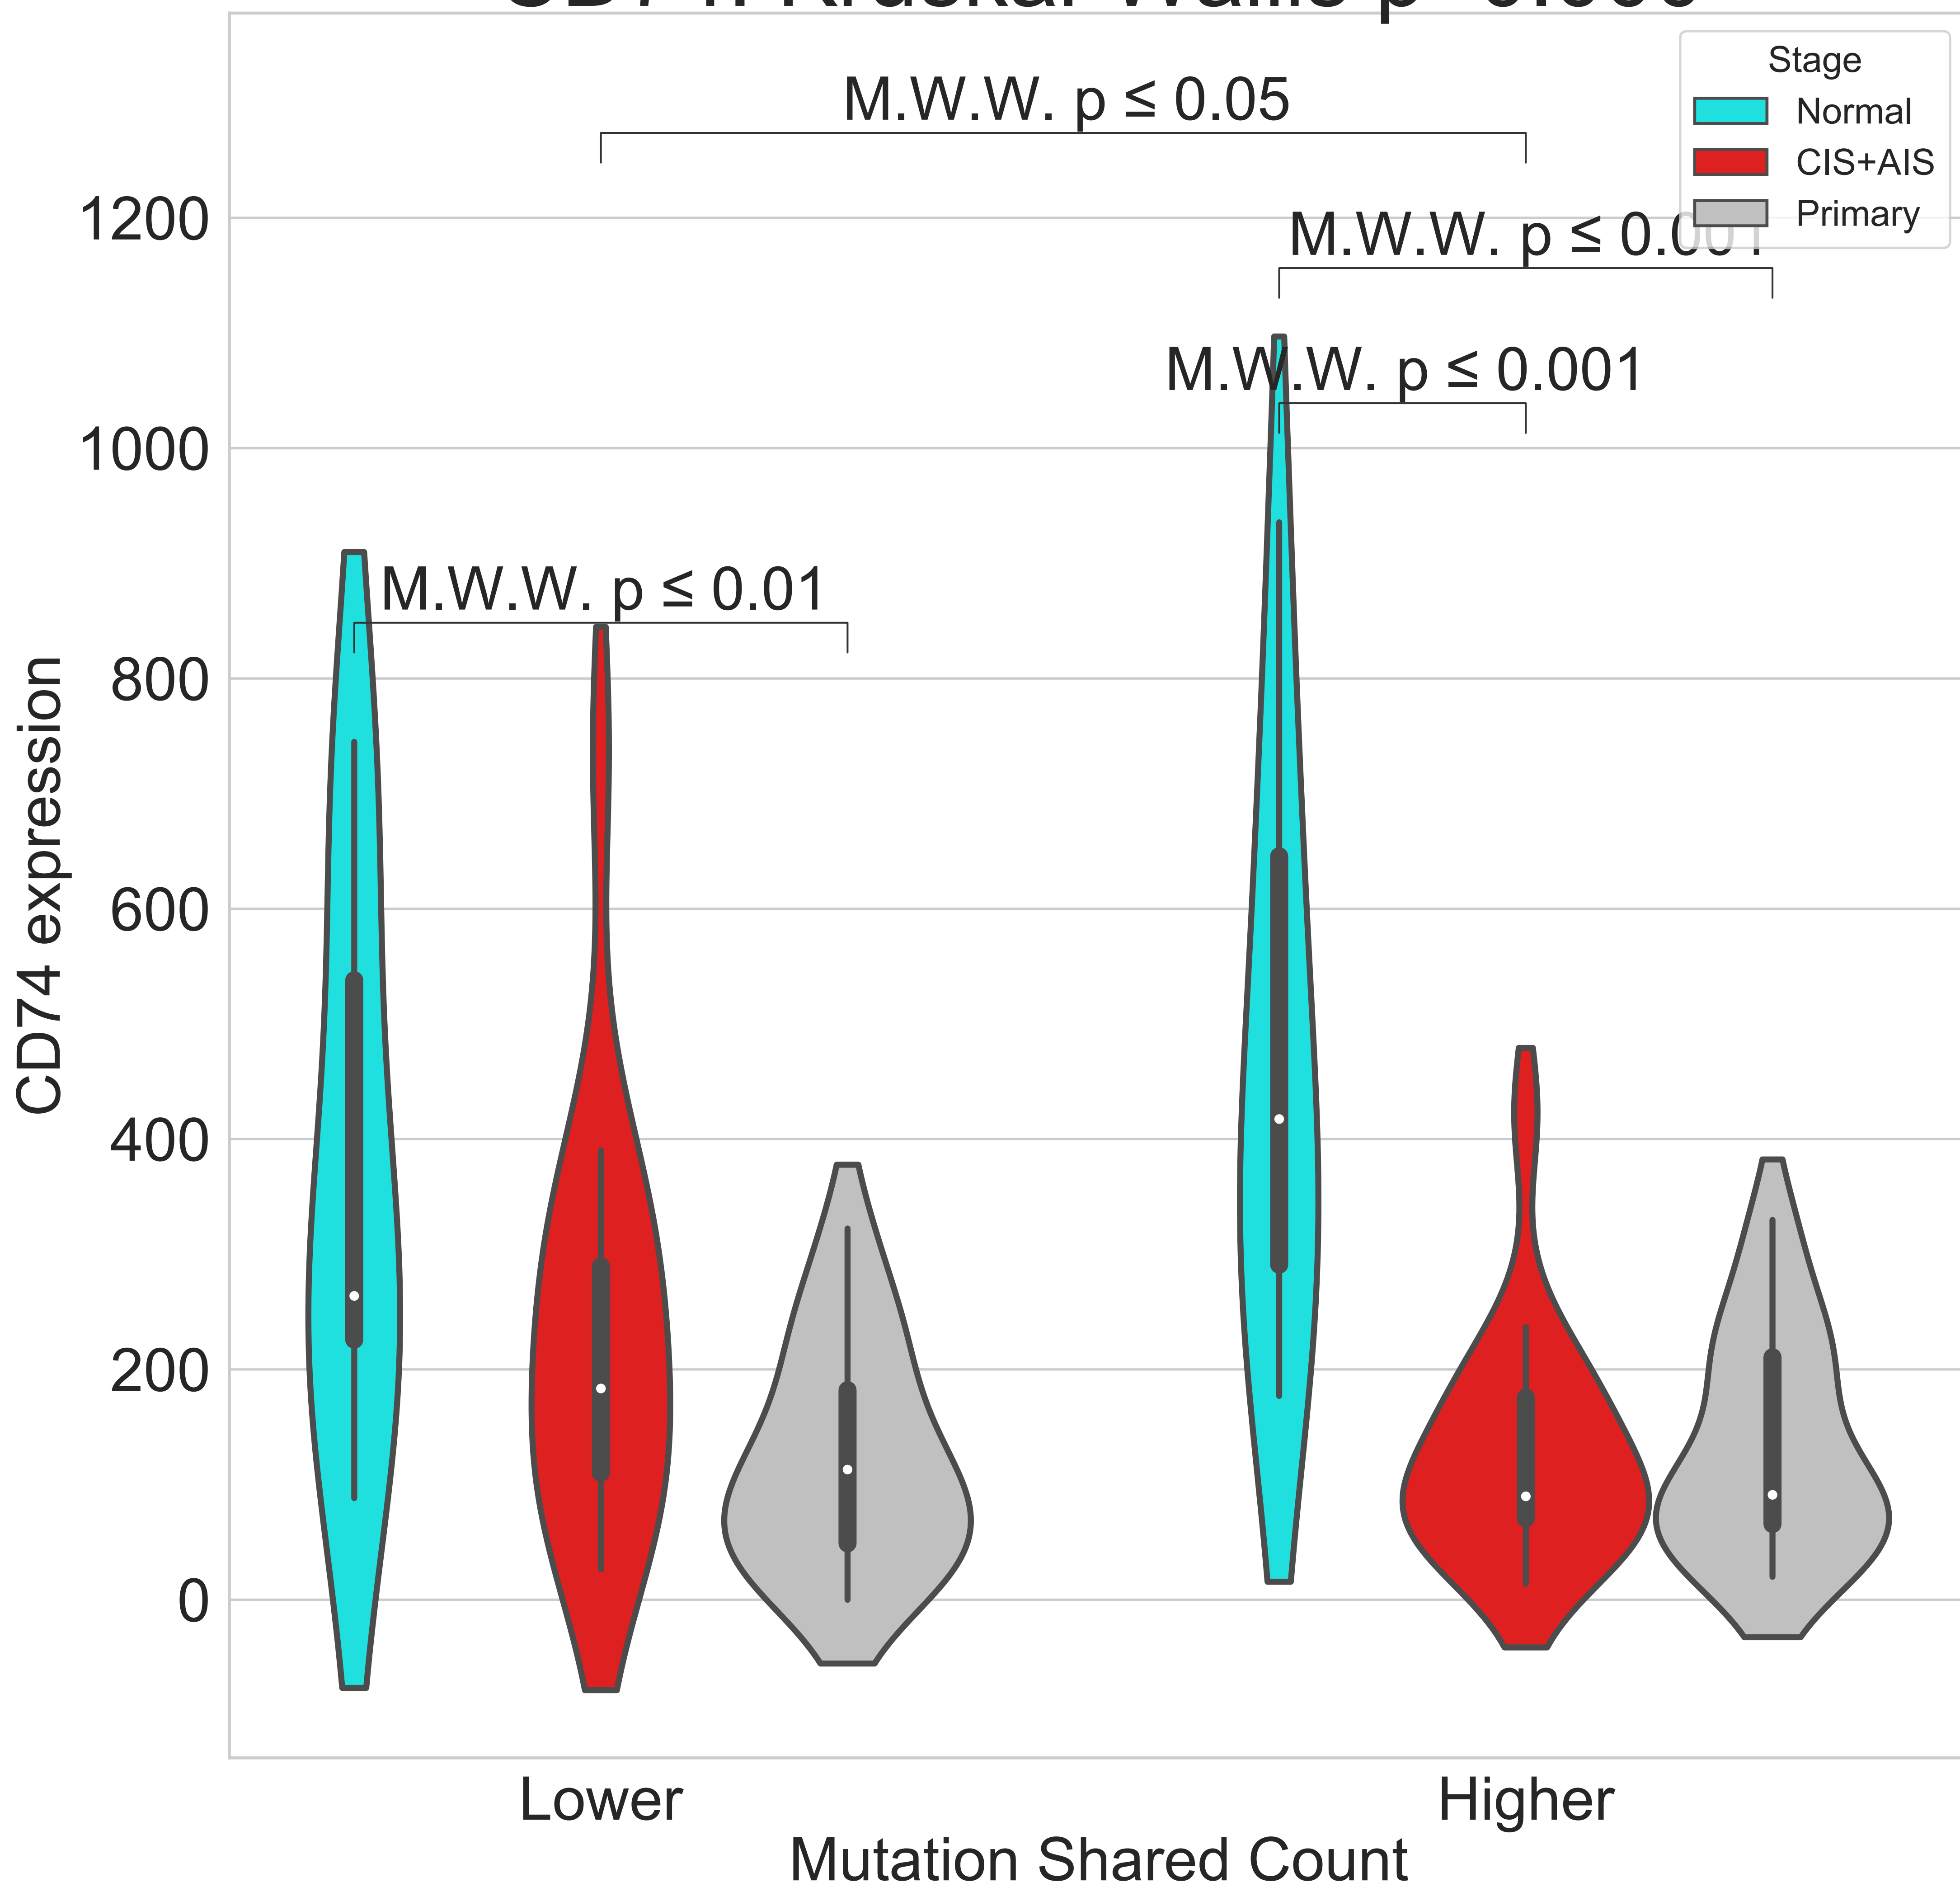 Stage
Normal
CIS+AIS
Primary
M.W.W. p ≤ 0.05
M.W.W. p ≤ 0.001
M.W.W. p ≤ 0.001
M.W.W. p ≤ 0.01
1200
1000
800
600
400
200
0
CD74 expression
Lower
Higher
Mutation Shared Count